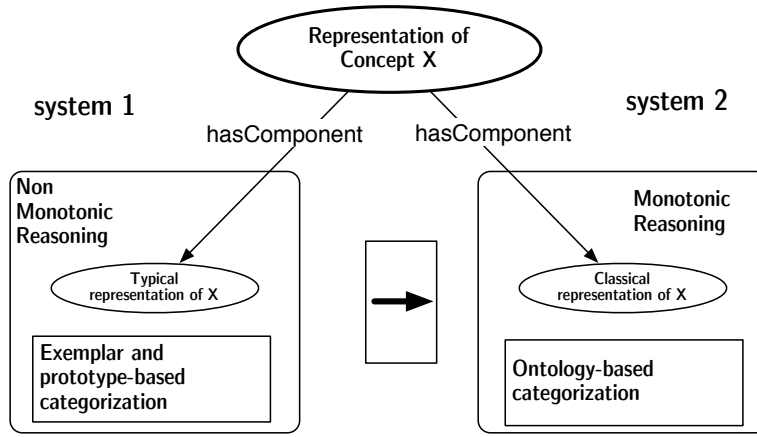 Representation of
Concept X
system 1
system 2
hasComponent
hasComponent
Non
Monotonic
Reasoning
Monotonic
Reasoning
Typical
representation of X
Classical
representation of X
Exemplar and
prototype-based
categorization
Ontology-based
categorization